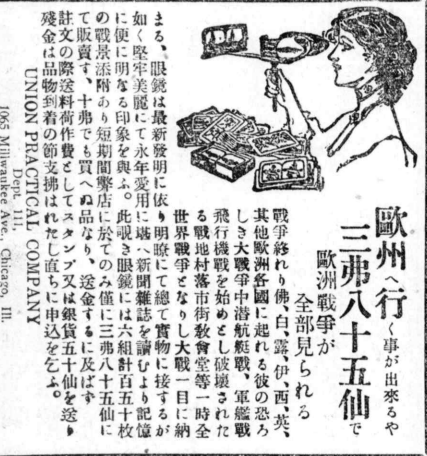 歐州へ行く事が出來るや
三弗八十五仙で
歐洲戰爭が
全部見られる
戰爭終れり佛、白、露、伊、西、英、
其他歐洲各國に起れる彼の恐ろ
しき大戰爭中潜航艇戰、軍艦戰
飛行機戰を始めとし破壞された
る戰地村落市街敎會堂等一時全
世界戰爭となりし大戰一目に納
まる、眼鏡は最新發明に依り明瞭にて總て實物に接するが
如く堅牢美麗にて永年愛用に堪へ新聞雜誌を讀むより記憶
に便に明なる印象を與ふ。此覗き眼鏡には六組計百五十枚
の戰景添附あり短期間弊店に於てのみ僅に三弗八十五仙に
て販賣す、十弗でも買へぬ品なり、送金するに及ばず
註文の際送料荷作費としてスタンプ又は銀貨五十仙を送り
殘金は品物到着の節支拂はれたし直ちに申込を乞ふ。
UNION PRACTICAL COMPANY
Dept. 111,
1065 Milwaukee Ave., Chicago, Ill.